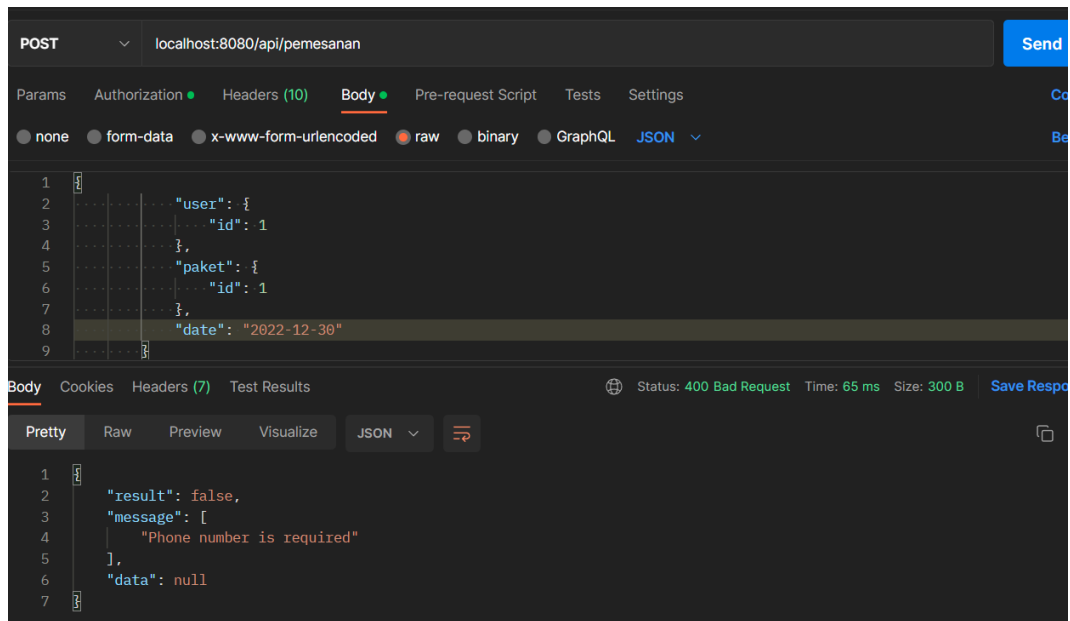 POST localhost:8080/api/pemesanan Send
Params Authorization Headers (10) Body Pre-request Script Tests Settings Co
none form-data x-www-form-urlencoded raw binary GraphQL JSON Be
1 {
2 "user": {
3 "id": 1
4 },
5 "paket": {
6 "id": 1
7 },
8 "date": "2022-12-30"
9 }
Body Cookies Headers (7) Test Results Status: 400 Bad Request Time: 65 ms Size: 300 B Save Respo
Pretty Raw Preview Visualize JSON
1 {
2 "result": false,
3 "message": [
4 "Phone number is required"
5 ],
6 "data": null
7 }